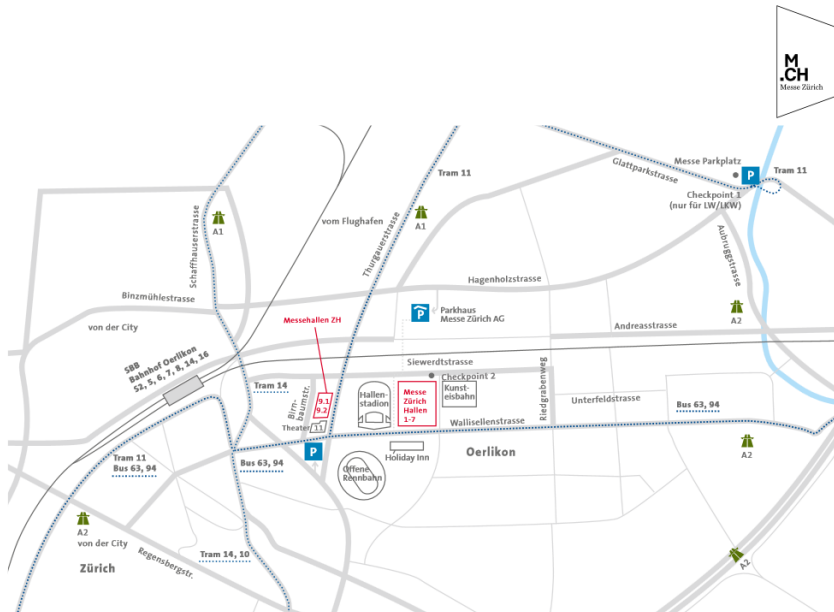 M
.CH
Messe Zürich
Messe Parkplatz
P
Tram 11
Glattparkstrasse
Checkpoint 1
(nur für LW/LKW)
Tram 11
A1
vom Flughafen
A1
Schaffhauserstrasse
Thurgauerstrasse
Aubruggstrasse
Hagenholzstrasse
Binzmühlestrasse
A2
Messehallen ZH
P
Parkhaus
Messe Zürich AG
von der City
Andreasstrasse
SBB
Bahnhof Oerlikon
S2, 5, 6, 7, 8, 14, 16
Siewerdtstrasse
Checkpoint 2
Tram 14
Birn-
baumstr.
9.1
9.2
Hallen-
stadion
Messe
Zürich
Hallen
1-7
Kunst-
eisbahn
Riedgrabenweg
Unterfeldstrasse
Bus 63, 94
Theater
11
Wallisellenstrasse
A2
Tram 11
Bus 63, 94
Bus 63, 94
P
Holiday Inn
Oerlikon
Offene
Rennbahn
A2
von der City
Tram 14, 10
A2
Zürich
Regensbergstr.